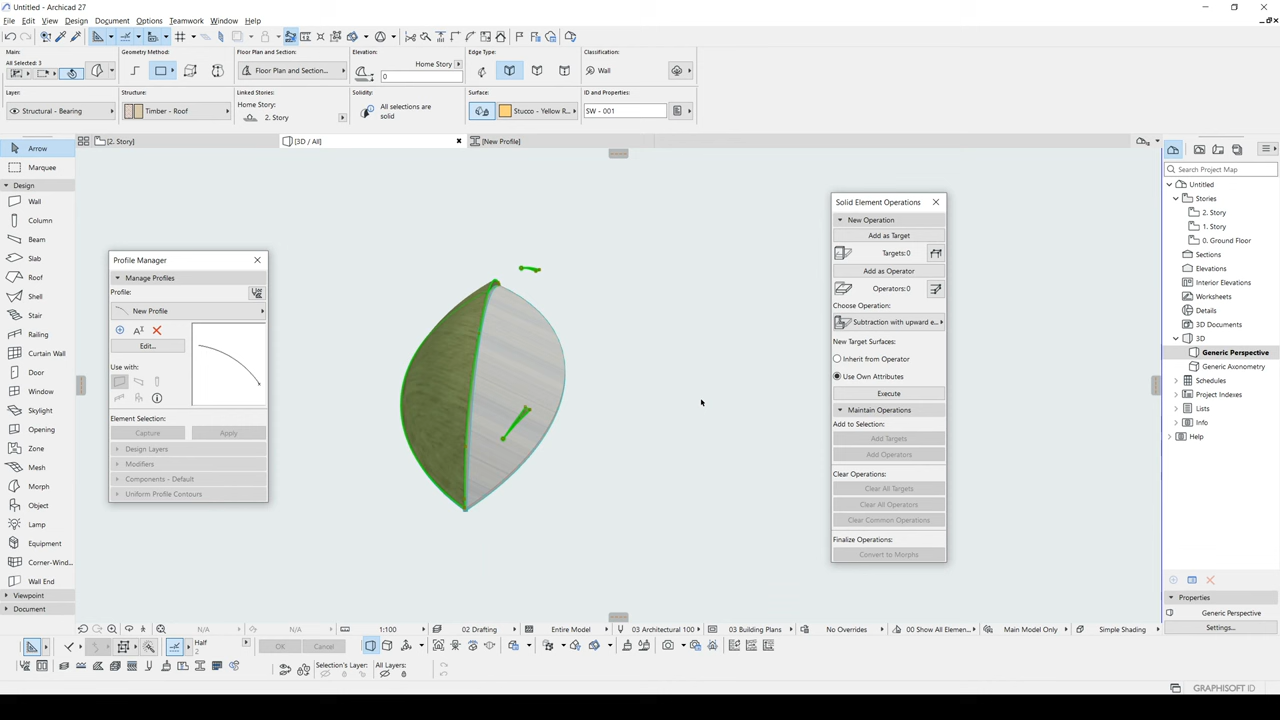 Untitled - Archicad 27
File Edit View Design Document Options Teamwork Window Help
Main: Geometry Method: Floor Plan and Section: Elevation: Edge Type: Classification:
All Selected: 3
Home Story
Floor Plan and Section...
0
Wall
Layer: Structure: Linked Stories: Solidity: Surface: ID and Properties:
Home Story:
All selections are
solid
Structural - Bearing
Timber - Roof
2. Story
Stucco - Yellow R...
SW - 001
[2. Story]
[3D / All]
[New Profile]
Arrow
Marquee
Design
Wall
Column
Beam
Slab
Roof
Shell
Stair
Railing
Curtain Wall
Door
Window
Skylight
Opening
Zone
Mesh
Morph
Object
Lamp
Equipment
Corner-Wind...
Wall End
Viewpoint
Document
Profile Manager
Manage Profiles
Profile:
New Profile
Edit...
Use with:
Element Selection:
Capture Apply
Design Layers
Modifiers
Components - Default
Uniform Profile Contours
Solid Element Operations
New Operation
Add as Target
Targets: 0
Add as Operator
Operators: 0
Choose Operation:
Subtraction with upward e...
New Target Surfaces:
Inherit from Operator
Use Own Attributes
Execute
Maintain Operations
Add to Selection:
Add Targets
Add Operators
Clear Operations:
Clear All Targets
Clear All Operators
Clear Common Operations
Finalize Operations:
Convert to Morphs
Search Project Map
Untitled
Stories
2. Story
1. Story
0. Ground Floor
Sections
Elevations
Interior Elevations
Worksheets
Details
3D Documents
3D
Generic Perspective
Generic Axonometry
Schedules
Project Indexes
Lists
Info
Help
Properties
Generic Perspective
Settings...
N/A N/A 1:100 02 Drafting Entire Model 03 Architectural 100 03 Building Plans No Overrides 00 Show All Elemen... Main Model Only Simple Shading
Half
2
OK Cancel
Selection's Layer: All Layers:
GRAPHISOFT ID